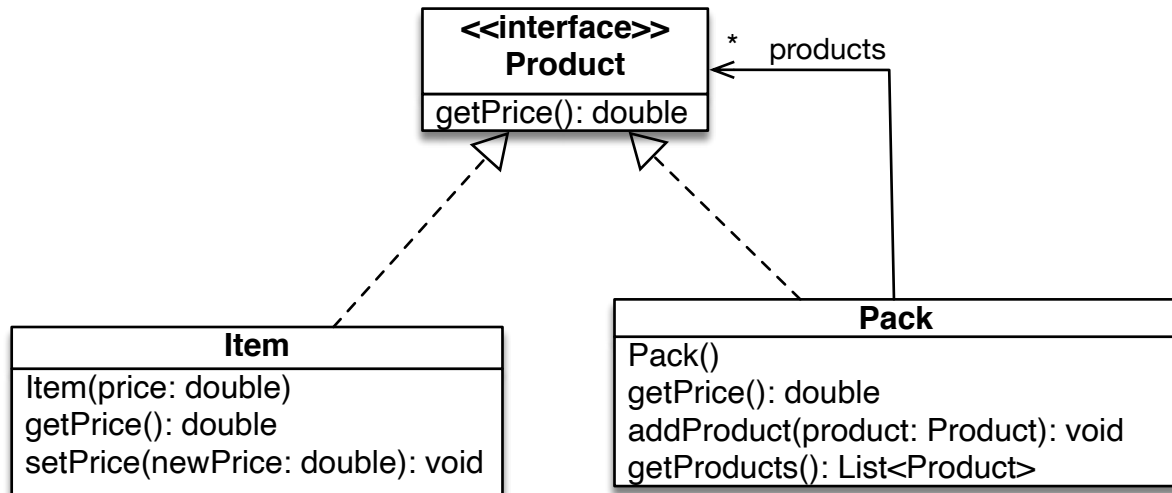 <<interface>>
Product
getPrice(): double
* products
Item
Item(price: double)
getPrice(): double
setPrice(newPrice: double): void
Pack
Pack()
getPrice(): double
addProduct(product: Product): void
getProducts(): List<Product>